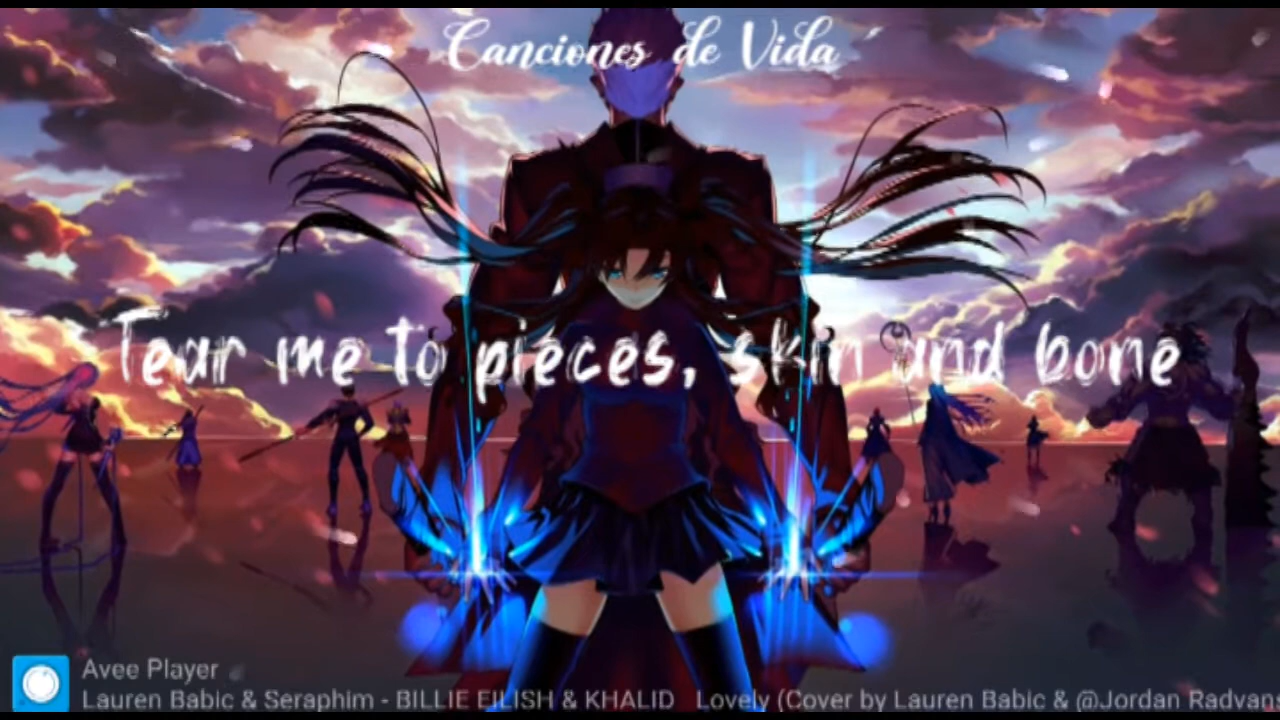 Canciones de Vida
Tear me to pieces, skin and bone
Avee Player
Lauren Babic & Seraphim - BILLIE EILISH & KHALID Lovely (Cover by Lauren Babic & @Jordan Radvan